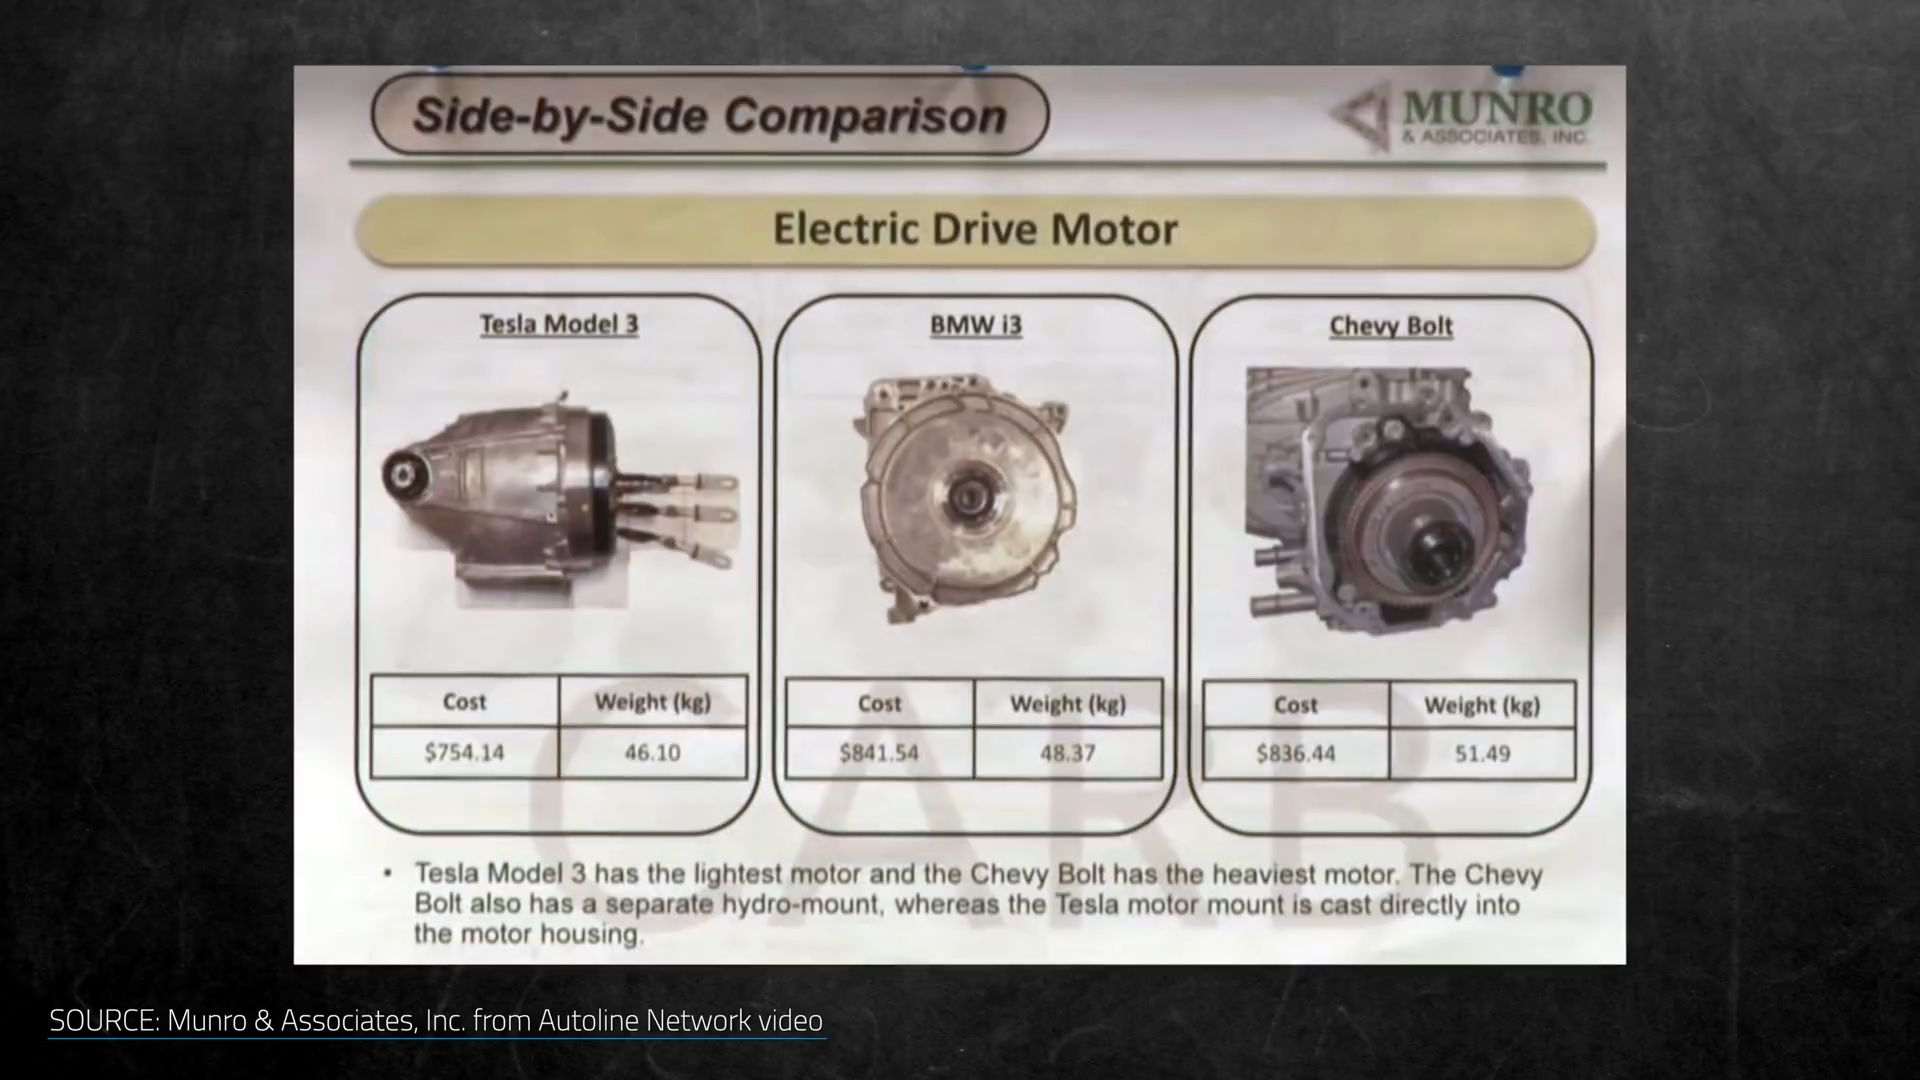 Side-by-Side Comparison
MUNRO
& ASSOCIATES, INC.
Electric Drive Motor
Tesla Model 3
BMW i3
Chevy Bolt
Cost Weight (kg)
$754.14 46.10
Cost Weight (kg)
$841.54 48.37
Cost Weight (kg)
$836.44 51.49
CARB
• Tesla Model 3 has the lightest motor and the Chevy Bolt has the heaviest motor. The Chevy
Bolt also has a separate hydro-mount, whereas the Tesla motor mount is cast directly into
the motor housing.
SOURCE: Munro & Associates, Inc. from Autoline Network video